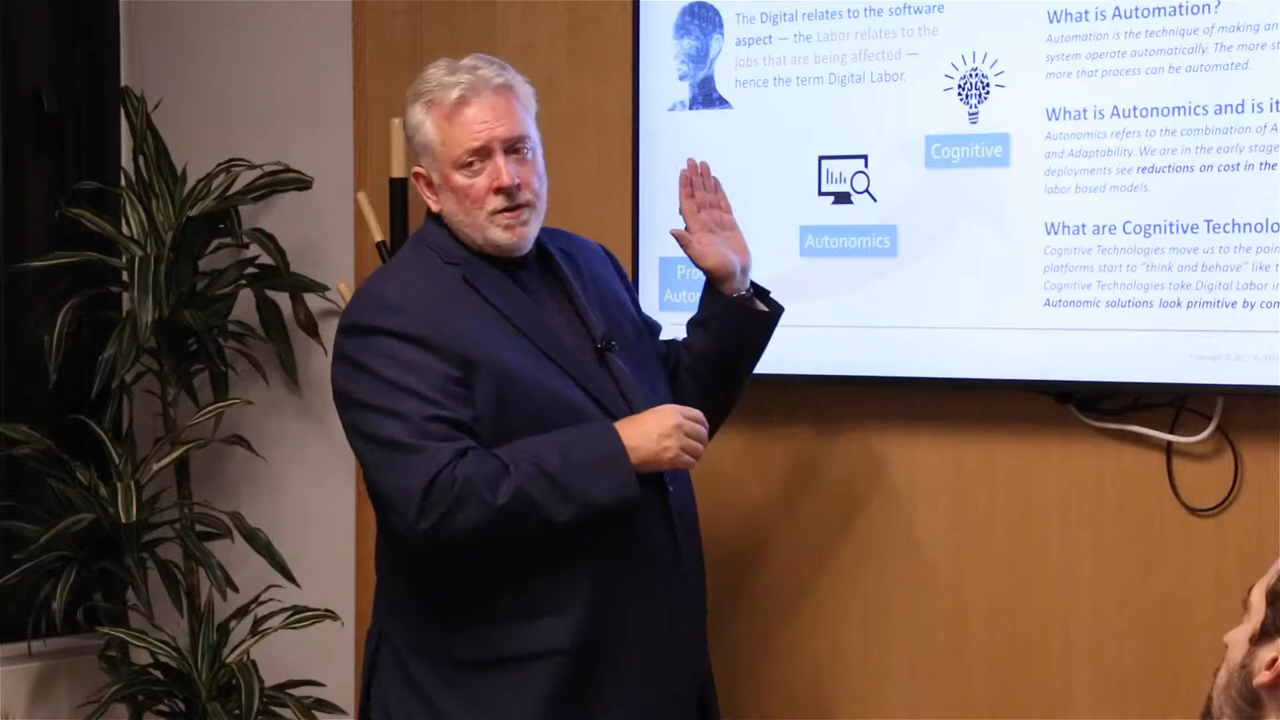 The Digital relates to the software
aspect — the Labor relates to the
jobs that are being affected —
hence the term Digital Labor.
Cognitive
Autonomics
What is Automation?
Automation is the technique of making an
system operate automatically. The more
more that process can be automated.
What is Autonomics and is it
Autonomics refers to the combination of
and Adaptability. We are in the early
deployments see reductions on cost in the
labor based models.
What are Cognitive
Cognitive Technologies move us to the
platforms start to "think and behave" like
Cognitive Technologies take Digital Labor
Autonomic solutions look primitive by
Copyright ©